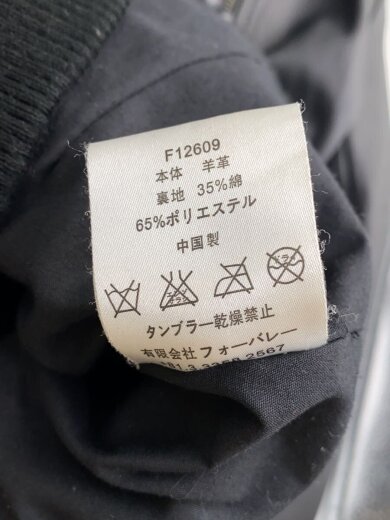 F12609
本体 羊革
裏地 35%綿
65%ポリエステル
中国製
タンブラー乾燥禁止
有限会社フォーバレー
2567